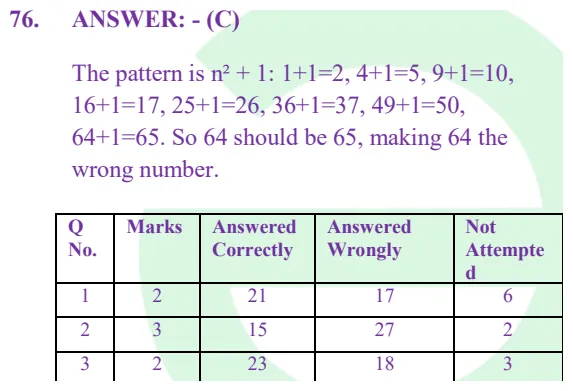 76. ANSWER: - (C)
The pattern is n² + 1: 1+1=2, 4+1=5, 9+1=10,
16+1=17, 25+1=26, 36+1=37, 49+1=50,
64+1=65. So 64 should be 65, making 64 the
wrong number.
Q No. Marks Answered Correctly Answered Wrongly Not Attempted
1 2 21 17 6
2 3 15 27 2
3 2 23 18 3